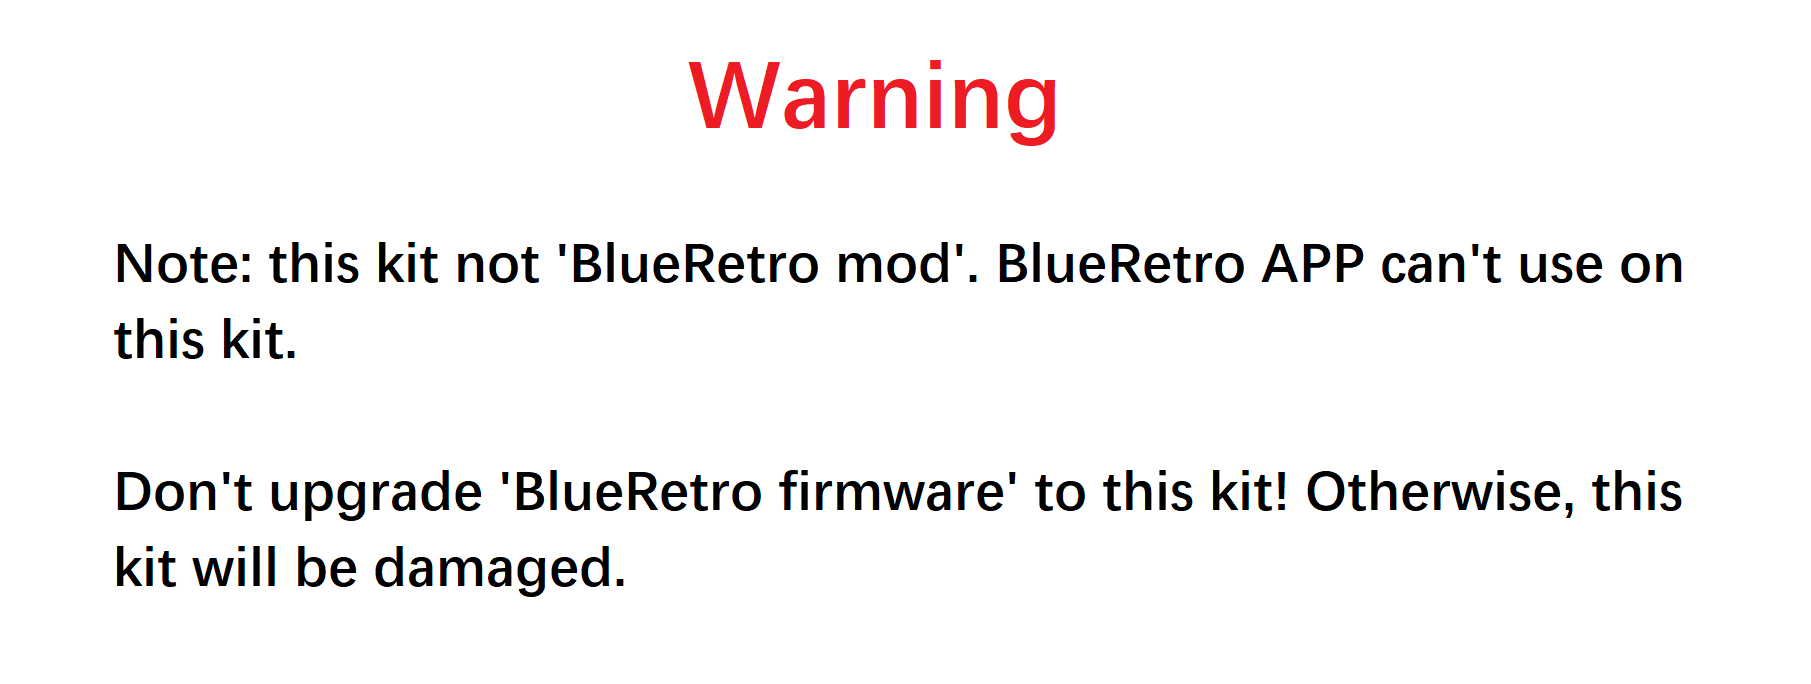 Warning
Note: this kit not 'BlueRetro mod'. BlueRetro APP can't use on
this kit.
Don't upgrade 'BlueRetro firmware' to this kit! Otherwise, this
kit will be damaged.